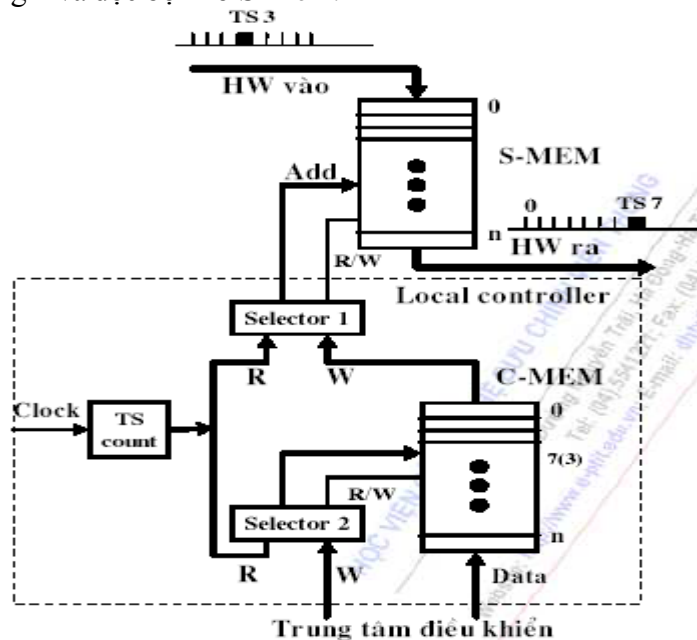 TS 3
HW vào
0
S-MEM
Add
TS 7
0
n
HW ra
R/W
Local controller
Selector 1
R
W
C-MEM
Clock
TS
count
0
7(3)
R/W
Selector 2
n
R
W
Data
Trung tâm điều khiển